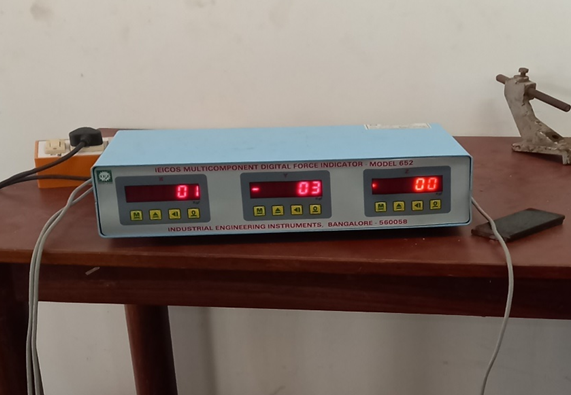 IEICOS MULTICOMPONENT DIGITAL FORCE INDICATOR - MODEL 652
X Y Z
01 - 03 00
M
M
M
INDUSTRIAL ENGINEERING INSTRUMENTS, BANGALORE - 560058